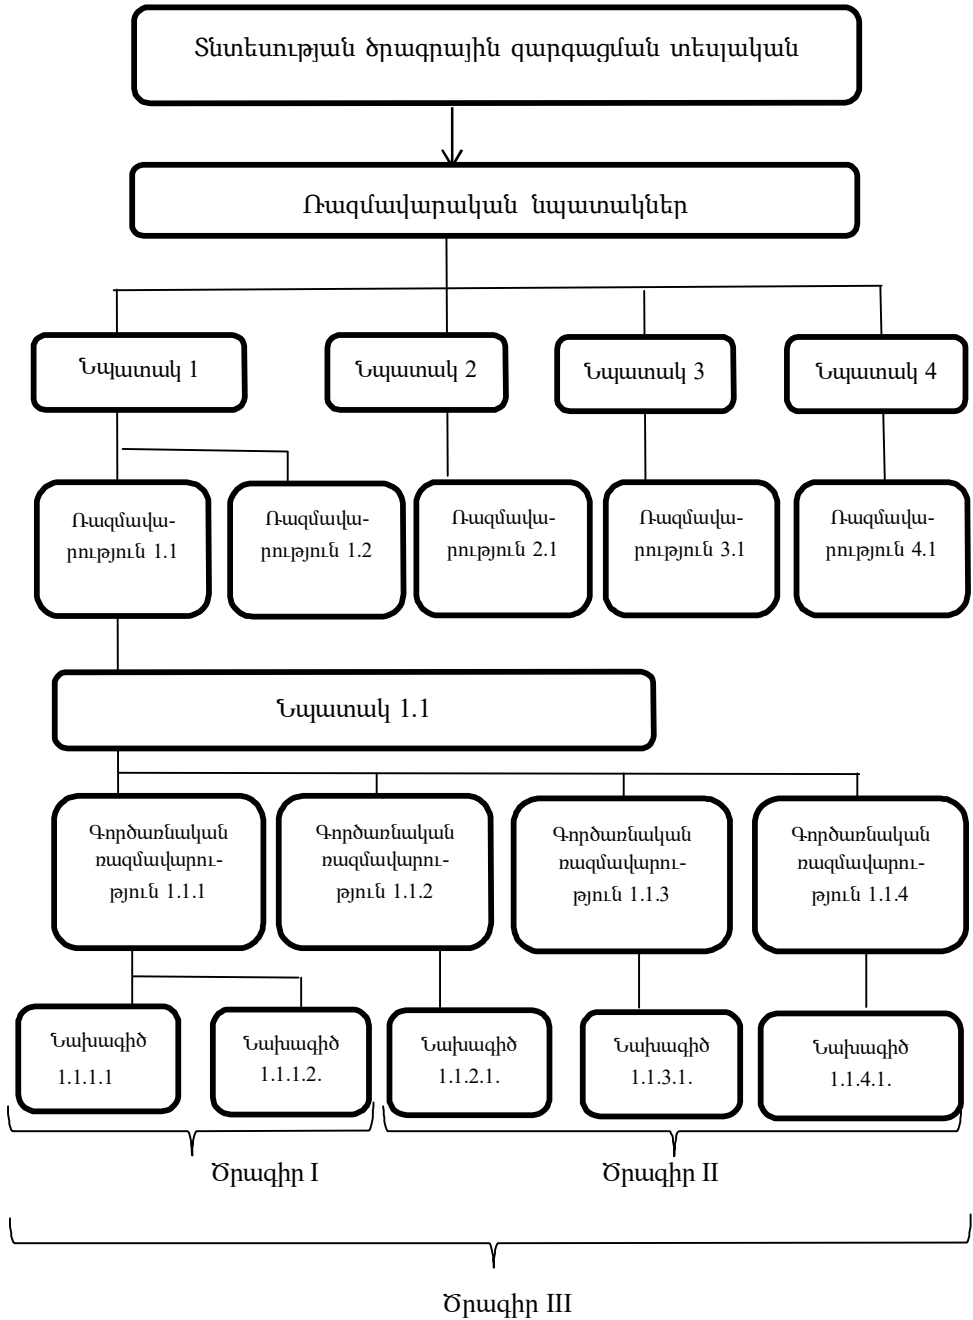 Տնտեսության ծրագրային զարգացման տեսլական
Ռազմավարական նպատակներ
Նպատակ 1
Նպատակ 2
Նպատակ 3
Նպատակ 4
Ռազմավա-
րություն 1.1
Ռազմավա-
րություն 1.2
Ռազմավա-
րություն 2.1
Ռազմավա-
րություն 3.1
Ռազմավա-
րություն 4.1
Նպատակ 1.1
Գործառնական
ռազմավարու-
թյուն 1.1.1
Գործառնական
ռազմավարու-
թյուն 1.1.2
Գործառնական
ռազմավարու-
թյուն 1.1.3
Գործառնական
ռազմավարու-
թյուն 1.1.4
Նախագիծ
1.1.1.1
Նախագիծ
1.1.1.2.
Նախագիծ
1.1.2.1.
Նախագիծ
1.1.3.1.
Նախագիծ
1.1.4.1.
Ծրագիր I
Ծրագիր II
Ծրագիր III